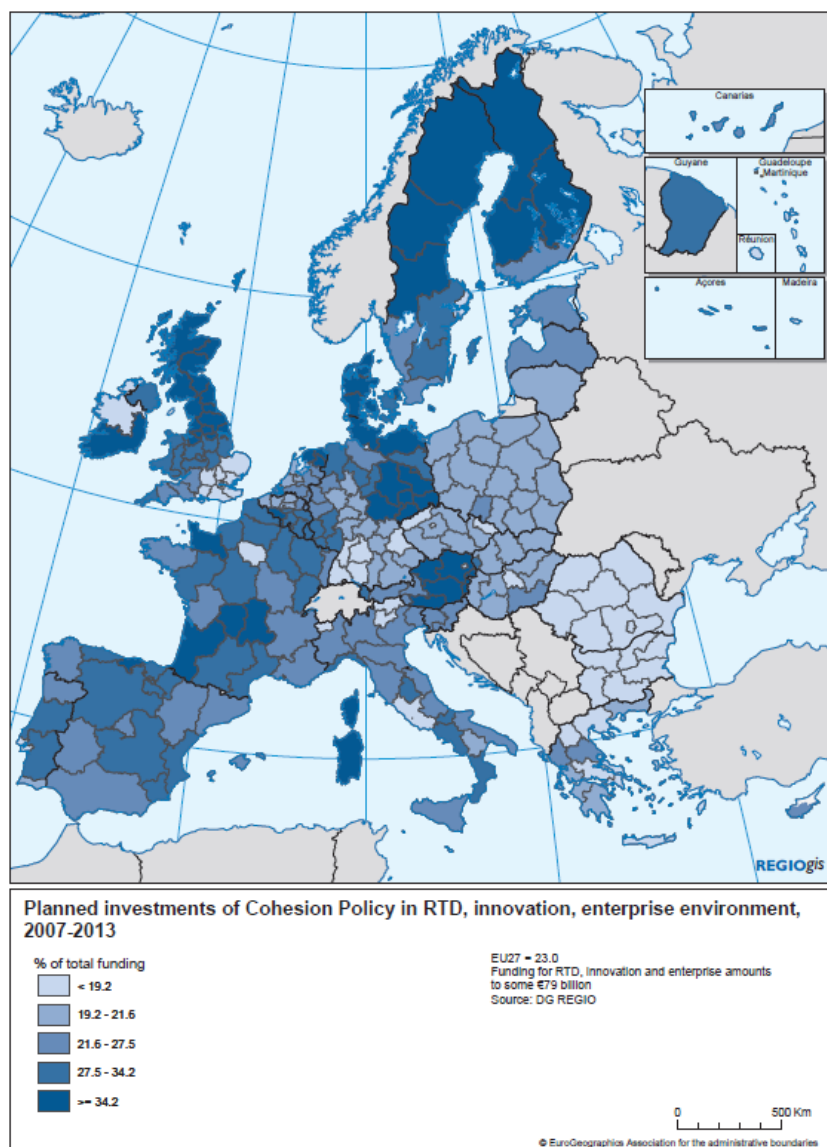 Canarias
Guyane
Guadeloupe
Martinique
Réunion
Açores
Madeira
REGIOgis
Planned investments of Cohesion Policy in RTD, innovation, enterprise environment,
2007-2013
% of total funding
< 19.2
19.2 - 21.6
21.6 - 27.5
27.5 - 34.2
>= 34.2
EU27 = 23.0
Funding for RTD, innovation and enterprise amounts
to some €79 billion
Source: DG REGIO
0 500 Km
© EuroGeographics Association for the administrative boundaries